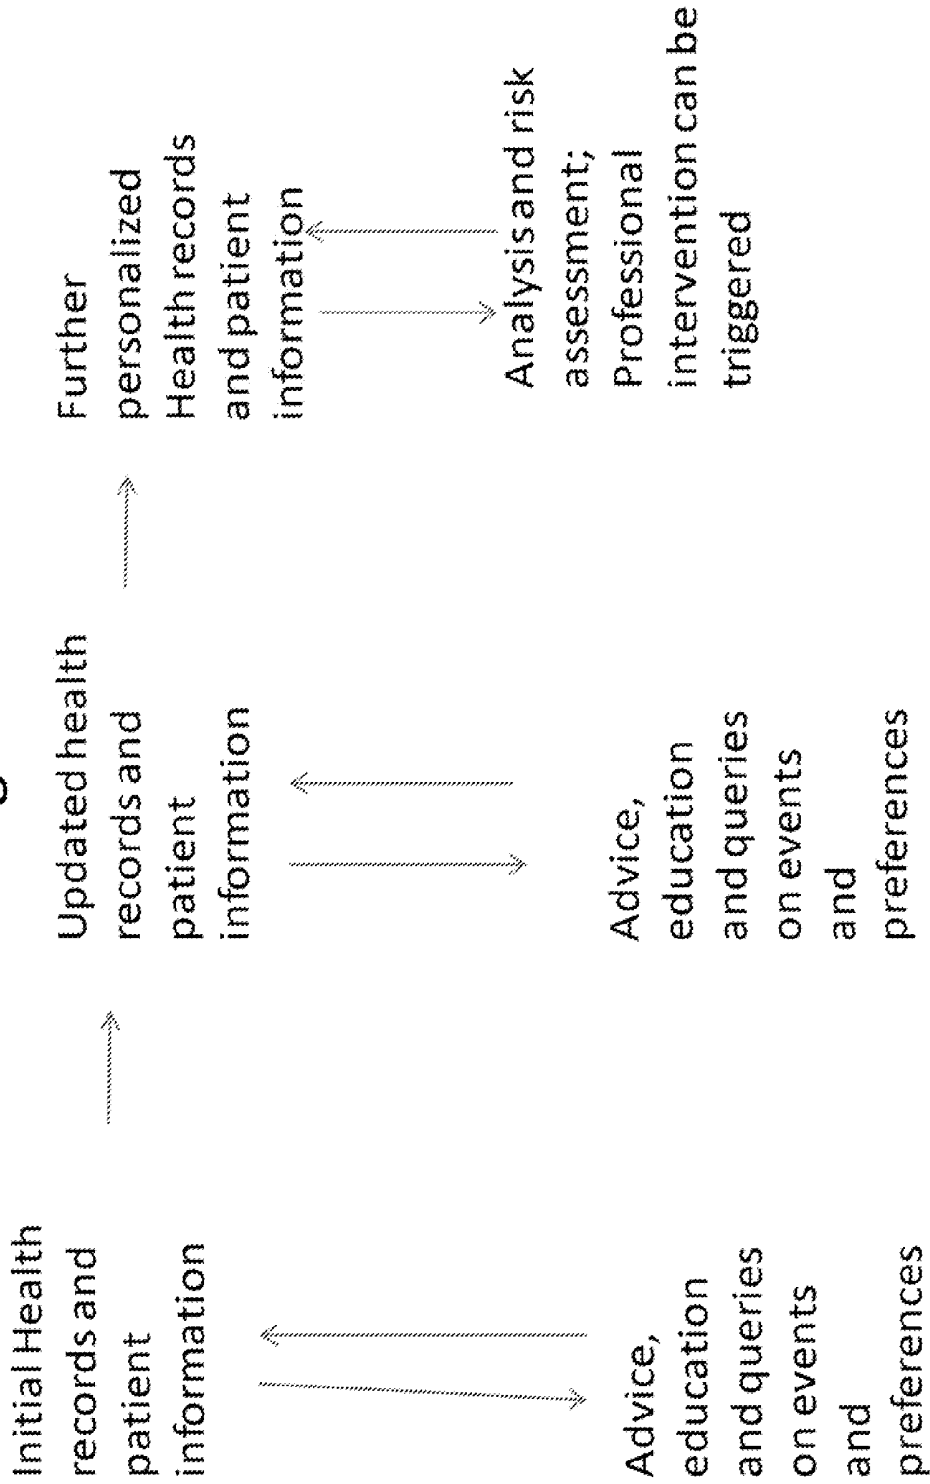 Initial Health
records and
patient
information
Updated health
records and
patient
information
Further
personalized
Health records
and patient
information
Advice,
education
and queries
on events
and
preferences
Advice,
education
and queries
on events
and
preferences
Analysis and risk
assessment;
Professional
intervention can be
triggered